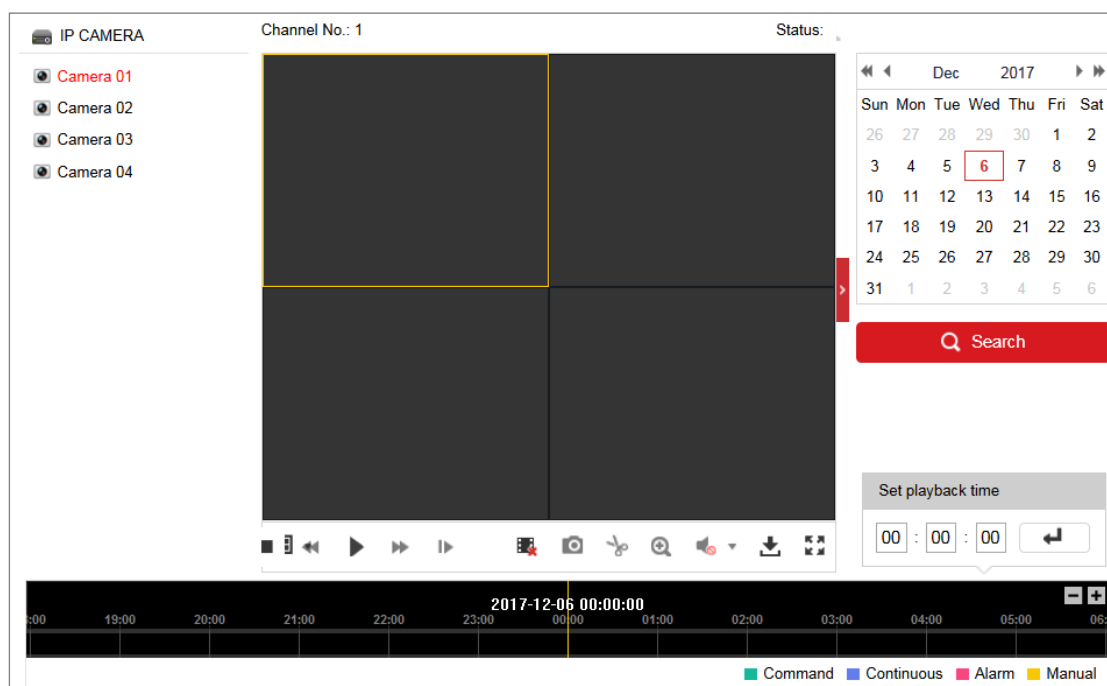 IP CAMERA
Channel No.: 1
Status:
Camera 01
Camera 02
Camera 03
Camera 04
Dec 2017
Sun Mon Tue Wed Thu Fri Sat
26 27 28 29 30 1 2
3 4 5 6 7 8 9
10 11 12 13 14 15 16
17 18 19 20 21 22 23
24 25 26 27 28 29 30
31 1 2 3 4 5 6
Search
Set playback time
00 : 00 : 00
2017-12-06 00:00:00
:00 19:00 20:00 21:00 22:00 23:00 00:00 01:00 02:00 03:00 04:00 05:00 06:
Command Continuous Alarm Manual